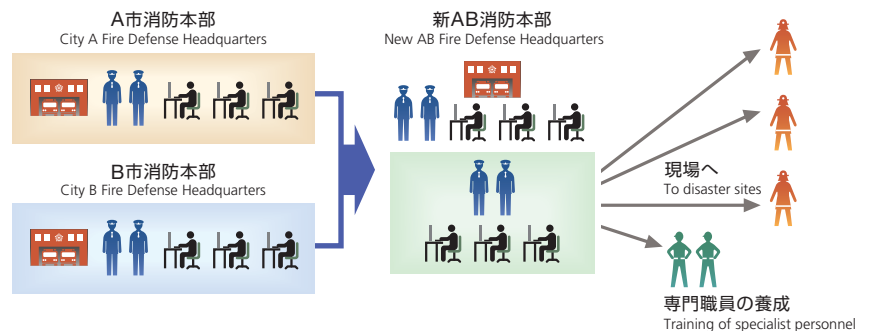 A市消防本部
City A Fire Defense Headquarters
B市消防本部
City B Fire Defense Headquarters
新AB消防本部
New AB Fire Defense Headquarters
現場へ
To disaster sites
専門職員の養成
Training of specialist personnel